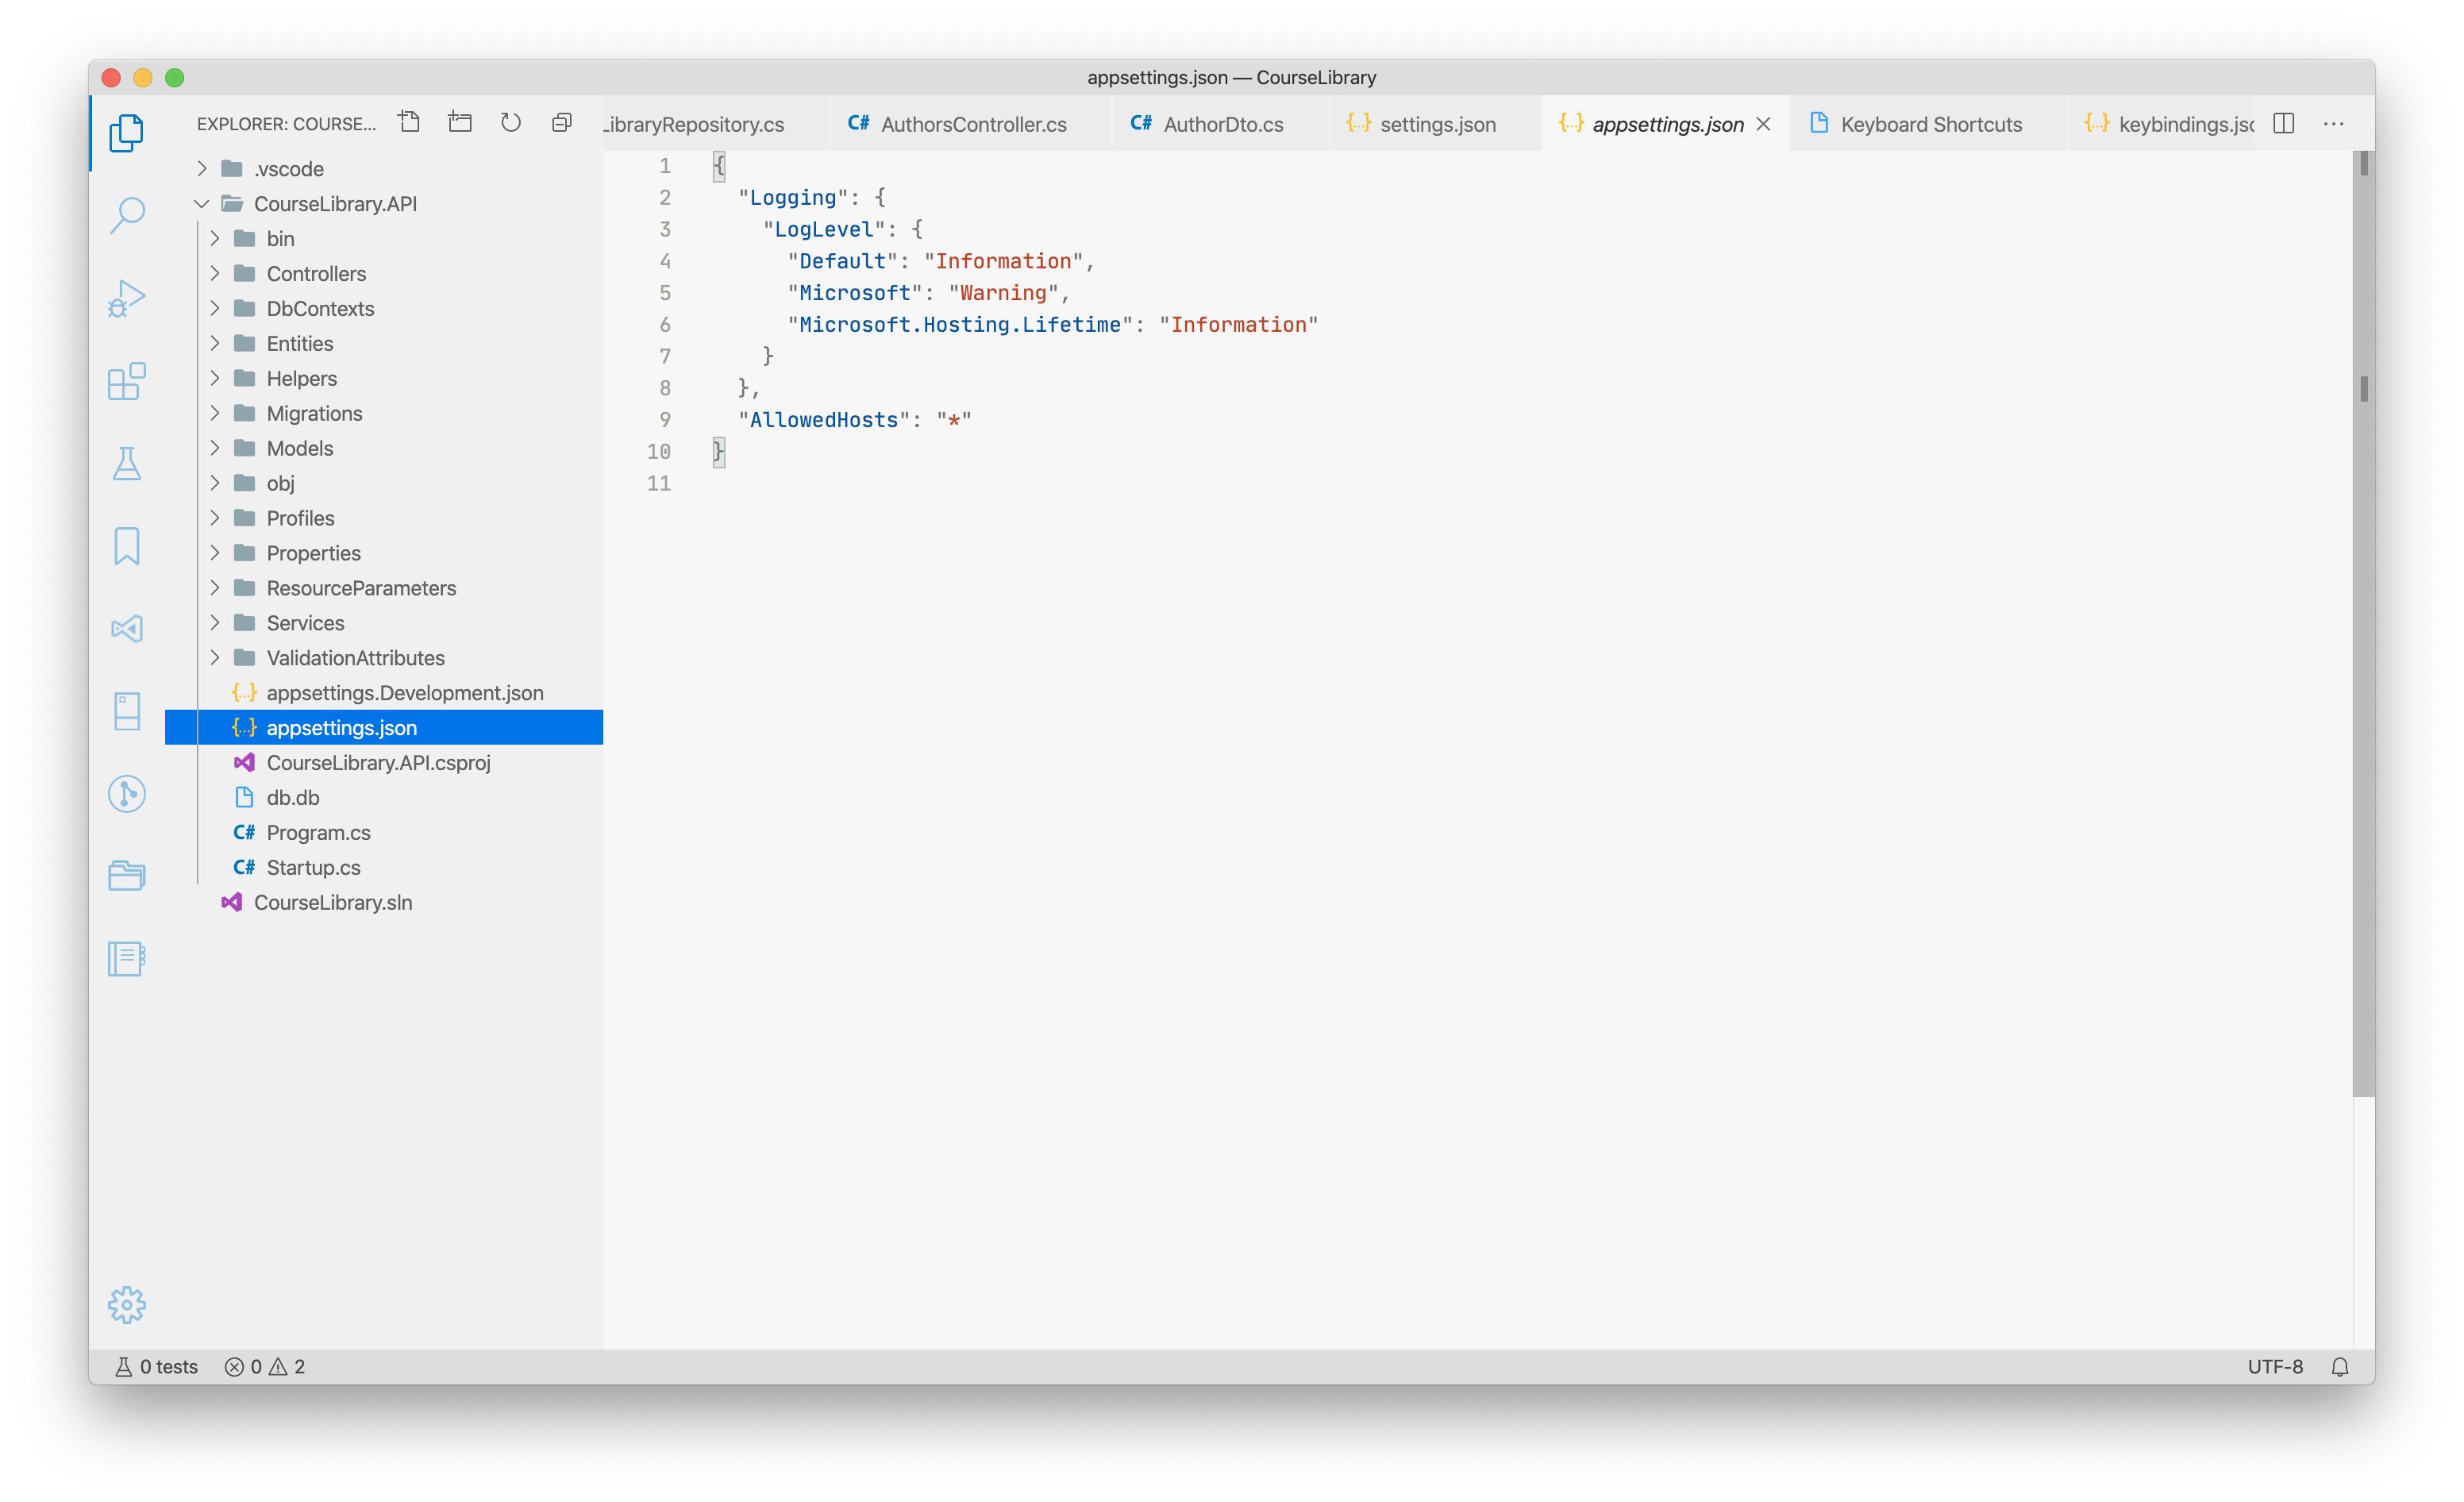 appsettings.json — CourseLibrary
EXPLORER: COURSE...
LibraryRepository.cs
C# AuthorsController.cs
C# AuthorDto.cs
{...} settings.json
{...} appsettings.json
Keyboard Shortcuts
{...} keybindings.jsc
.vscode
CourseLibrary.API
bin
Controllers
DbContexts
Entities
Helpers
Migrations
Models
obj
Profiles
Properties
ResourceParameters
Services
ValidationAttributes
{...} appsettings.Development.json
{...} appsettings.json
CourseLibrary.API.csproj
db.db
C# Program.cs
C# Startup.cs
CourseLibrary.sln
1 {
2 "Logging": {
3 "LogLevel": {
4 "Default": "Information",
5 "Microsoft": "Warning",
6 "Microsoft.Hosting.Lifetime": "Information"
7 }
8 },
9 "AllowedHosts": "*"
10 }
11
0 tests 0 2
UTF-8